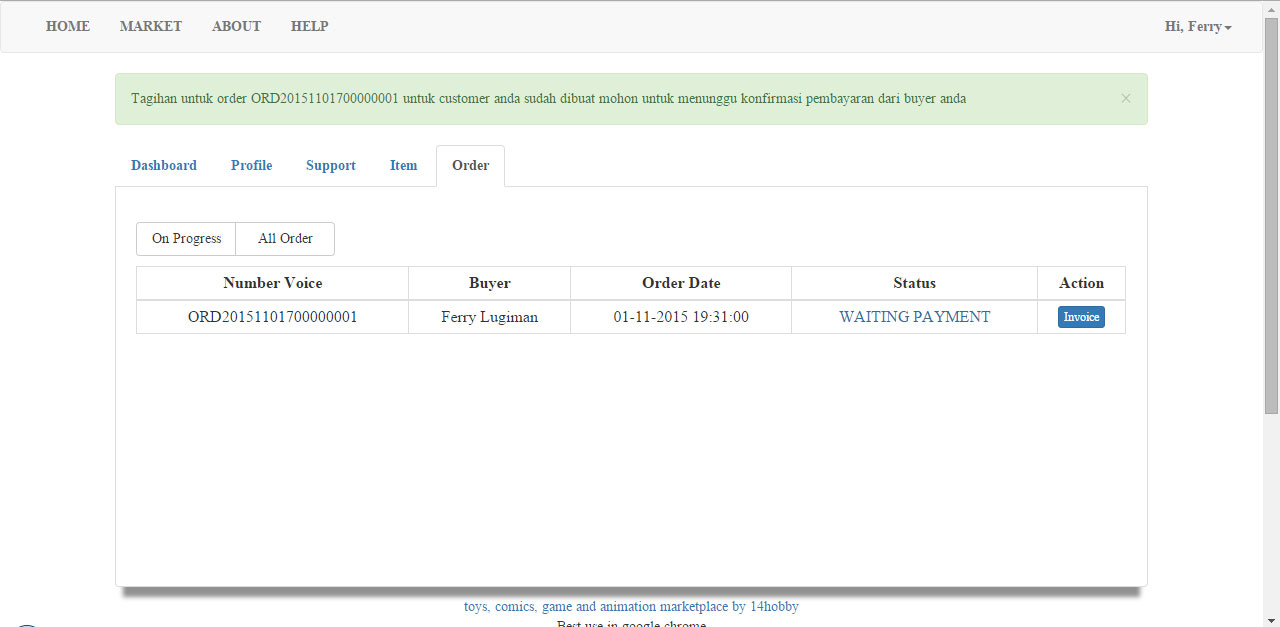 HOME MARKET ABOUT HELP Hi, Ferry
Tagihan untuk order ORD20151101700000001 untuk customer anda sudah dibuat mohon untuk menunggu konfirmasi pembayaran dari buyer anda ×
Dashboard Profile Support Item Order
On Progress All Order
Number Voice Buyer Order Date Status Action
ORD20151101700000001 Ferry Lugiman 01-11-2015 19:31:00 WAITING PAYMENT Invoice
toys, comics, game and animation marketplace by 14hobby
Best use in google chrome